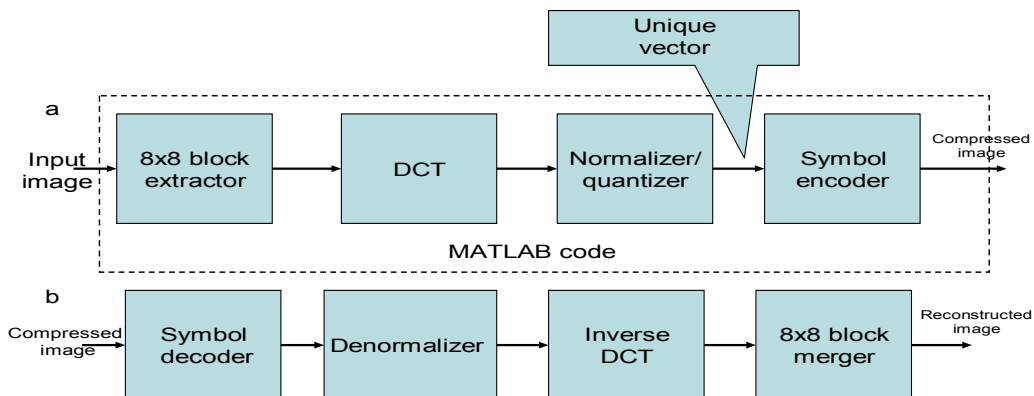 Unique
vector
a
Input
image
8x8 block
extractor
DCT
Normalizer/
quantizer
Symbol
encoder
Compressed
image
MATLAB code
b
Compressed
image
Symbol
decoder
Denormalizer
Inverse
DCT
8x8 block
merger
Reconstructed
image